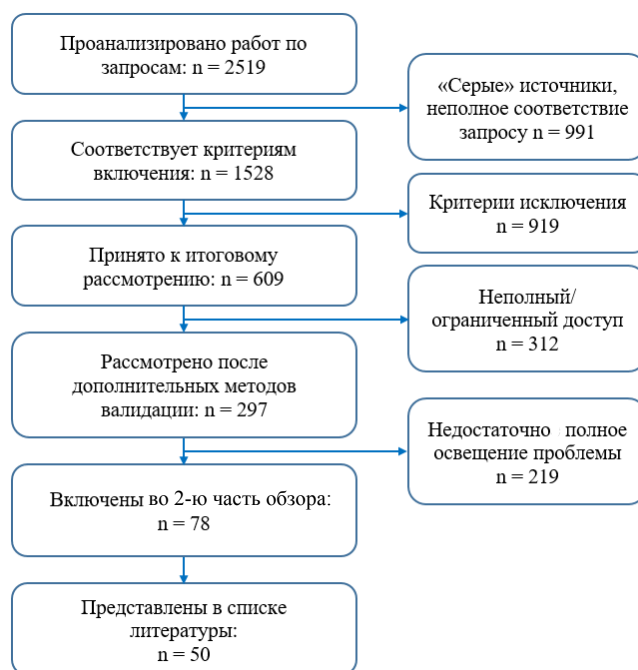 Проанализировано работ по
запросам: n = 2519
«Серые» источники,
неполное соответствие
запросу n = 991
Соответствует критериям
включения: n = 1528
Критерии исключения
n = 919
Принято к итоговому
рассмотрению: n = 609
Неполный/
ограниченный доступ
n = 312
Рассмотрено после
дополнительных методов
валидации: n = 297
Недостаточно полное
освещение проблемы
n = 219
Включены во 2-ю часть обзора:
n = 78
Представлены в списке
литературы:
n = 50